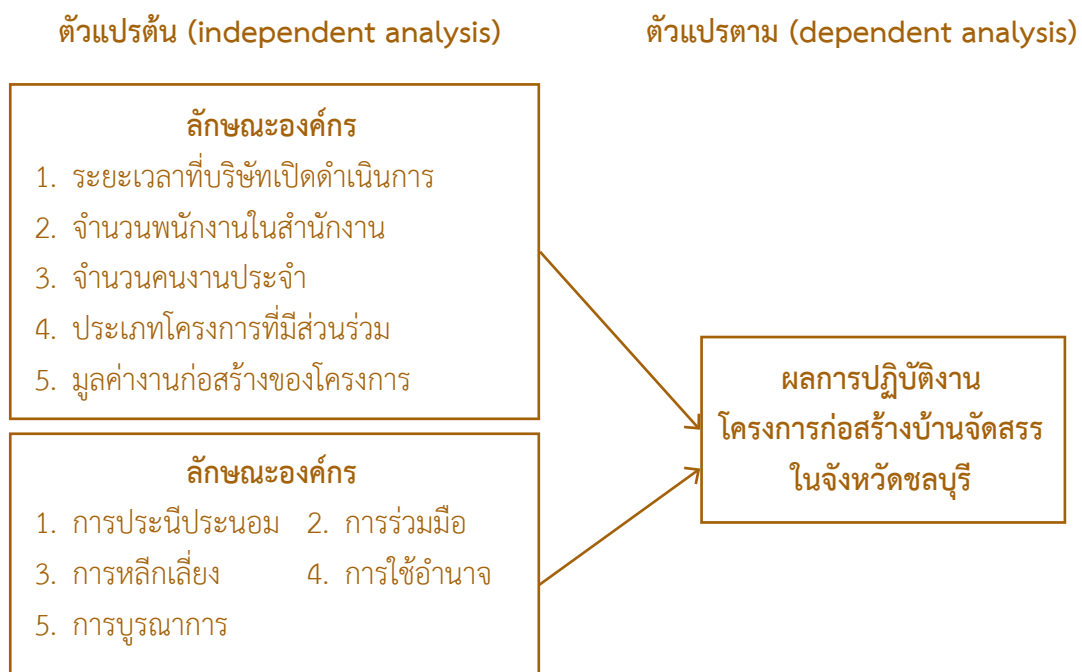 ตัวแปรต้น (independent analysis)
ตัวแปรตาม (dependent analysis)
ลักษณะองค์กร
1. ระยะเวลาที่บริษัทเปิดดำเนินการ
2. จำนวนพนักงานในสำนักงาน
3. จำนวนคนงานประจำ
4. ประเภทโครงการที่มีส่วนร่วม
5. มูลค่างานก่อสร้างของโครงการ
ลักษณะองค์กร
1. การประนีประนอม 2. การร่วมมือ
3. การหลีกเลี่ยง 4. การใช้อำนาจ
5. การบูรณาการ
ผลการปฏิบัติงาน
โครงการก่อสร้างบ้านจัดสรร
ในจังหวัดชลบุรี